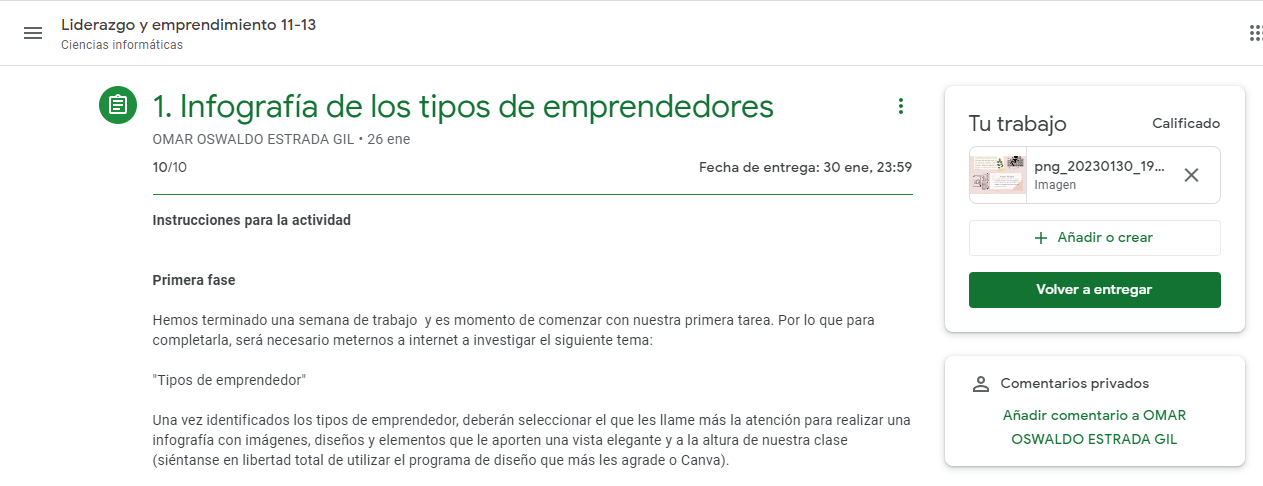 Liderazgo y emprendimiento 11-13
Ciencias informáticas
1. Infografía de los tipos de emprendedores
OMAR OSWALDO ESTRADA GIL • 26 ene
10/10
Fecha de entrega: 30 ene, 23:59
Instrucciones para la actividad
Primera fase
Hemos terminado una semana de trabajo  y es momento de comenzar con nuestra primera tarea. Por lo que para
completarla, será necesario meternos a internet a investigar el siguiente tema:
"Tipos de emprendedor"
Una vez identificados los tipos de emprendedor, deberán seleccionar el que les llame más la atención para realizar una
infografía con imágenes, diseños y elementos que le aporten una vista elegante y a la altura de nuestra clase
(siéntanse en libertad total de utilizar el programa de diseño que más les agrade o Canva).
Tu trabajo
Calificado
png_20230130_19...
Imagen
Añadir o crear
Volver a entregar
Comentarios privados
Añadir comentario a OMAR
OSWALDO ESTRADA GIL